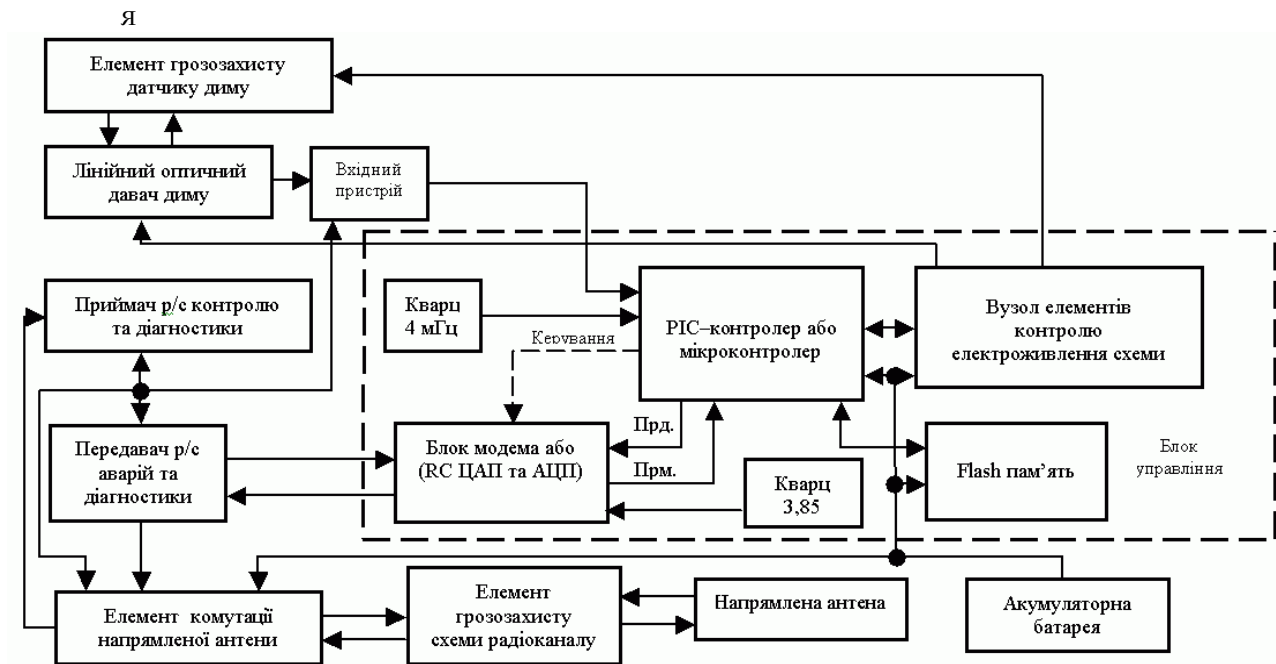 Я
Елемент грозозахисту
датчику диму
Лінійний оптичний
давач диму
Вхідний
пристрій
Приймач р/с контролю
та діагностики
Кварц
4 мГц
Керування
PIC–контролер або
мікроконтролер
Вузол елементів
контролю
електроживлення схеми
Передавач р/с
аварій та
діагностики
Блок модема або
(RC ЦАП та АЦП)
Прд.
Прм.
Кварц
3,85
Flash пам’ять
Блок
управління
Елемент комутації
напрямленої антени
Елемент
грозозахисту
схеми радіоканалу
Напрямлена антена
Акумуляторна
батарея